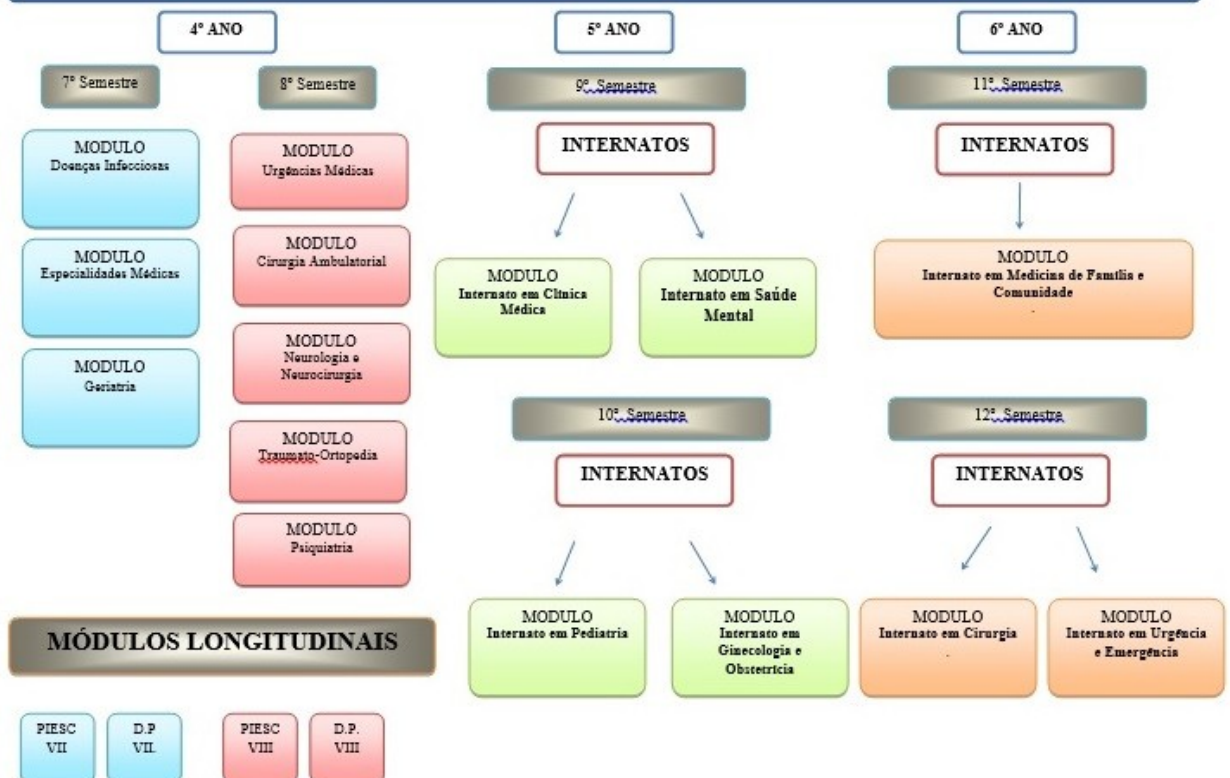 4º ANO
7º Semestre
MODULO
Doenças Infecciosas
MODULO
Especialidades Médicas
MODULO
Geriatria
8º Semestre
MODULO
Urgências Médicas
MODULO
Cirurgia Ambulatorial
MODULO
Neurologia e
Neurocirurgia
MODULO
Traumato-Ortopedia
MODULO
Psiquiatria
MÓDULOS LONGITUDINAIS
PIESC
VII
D.P
VII.
PIESC
VIII
D.P.
VIII
5º ANO
9º. Semestre
INTERNATOS
MODULO
Internato em Clínica
Médica
MODULO
Internato em Saúde
Mental
10º. Semestre
INTERNATOS
MODULO
Internato em Pediatria
MODULO
Internato em
Ginecologia e
Obstetrícia
6º ANO
11º. Semestre
INTERNATOS
MODULO
Internato em Medicina de Família e
Comunidade
.
12º. Semestre
INTERNATOS
MODULO
Internato em Cirurgia
.
MODULO
Internato em Urgência
e Emergência